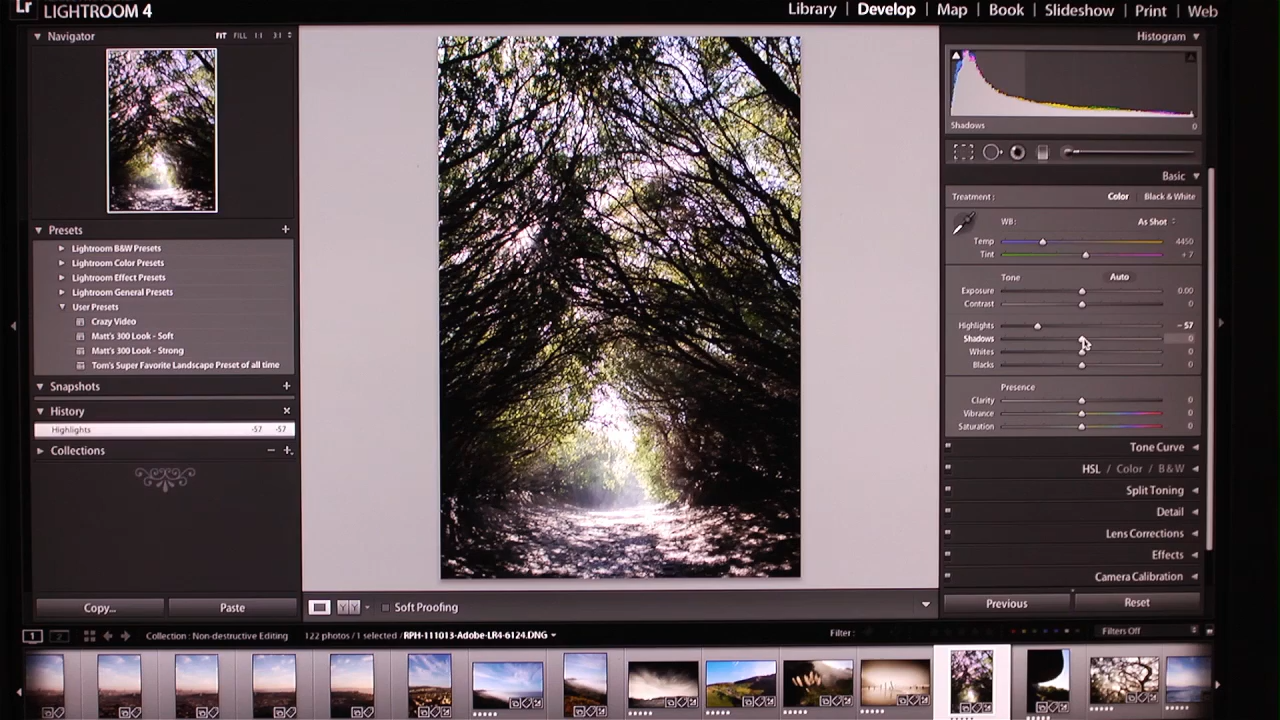 Lr LIGHTROOM 4
Library | Develop | Map | Book | Slideshow | Print | Web
Navigator FIT FILL 1:1 3:1
Histogram
Shadows 0
Basic
Treatment : Color Black & White
WB : As Shot
Temp 4450
Tint + 7
Tone Auto
Exposure 0.00
Contrast 0
Highlights - 57
Shadows 0
Whites 0
Blacks 0
Presence
Clarity 0
Vibrance 0
Saturation 0
Tone Curve
HSL / Color / B & W
Split Toning
Detail
Lens Corrections
Effects
Camera Calibration
Previous Reset
Presets +
Lightroom B&W Presets
Lightroom Color Presets
Lightroom Effect Presets
Lightroom General Presets
User Presets
Crazy Video
Matt's 300 Look - Soft
Matt's 300 Look - Strong
Tom's Super Favorite Landscape Preset of all time
Snapshots +
History ×
Highlights -57 -57
Collections - +
Copy... Paste
Y Y Soft Proofing
1 2 Collection : Non-destructive Editing 122 photos / 1 selected / RPH-111013-Adobe-LR4-6124.DNG Filter : Filters Off